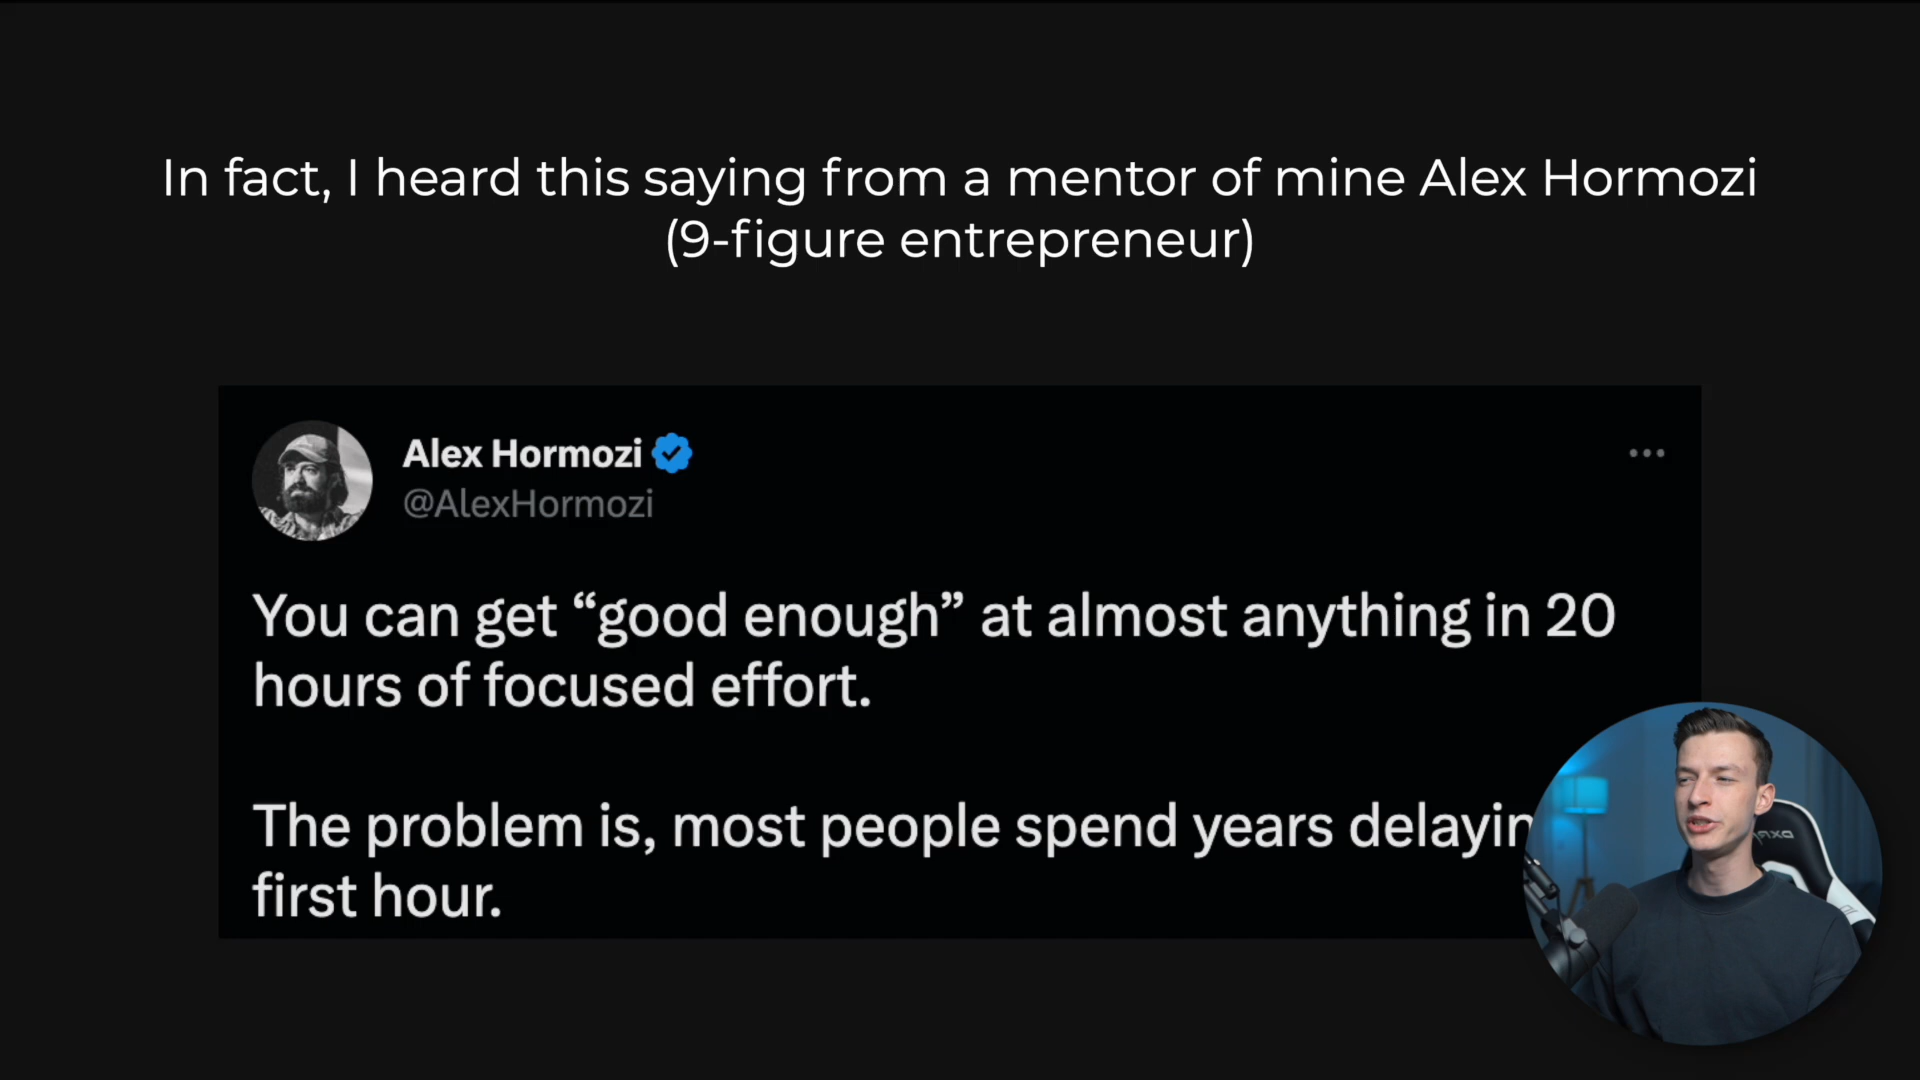 In fact, I heard this saying from a mentor of mine Alex Hormozi
(9-figure entrepreneur)
Alex Hormozi
@AlexHormozi
You can get “good enough” at almost anything in 20
hours of focused effort.
The problem is, most people spend years delayin
first hour.